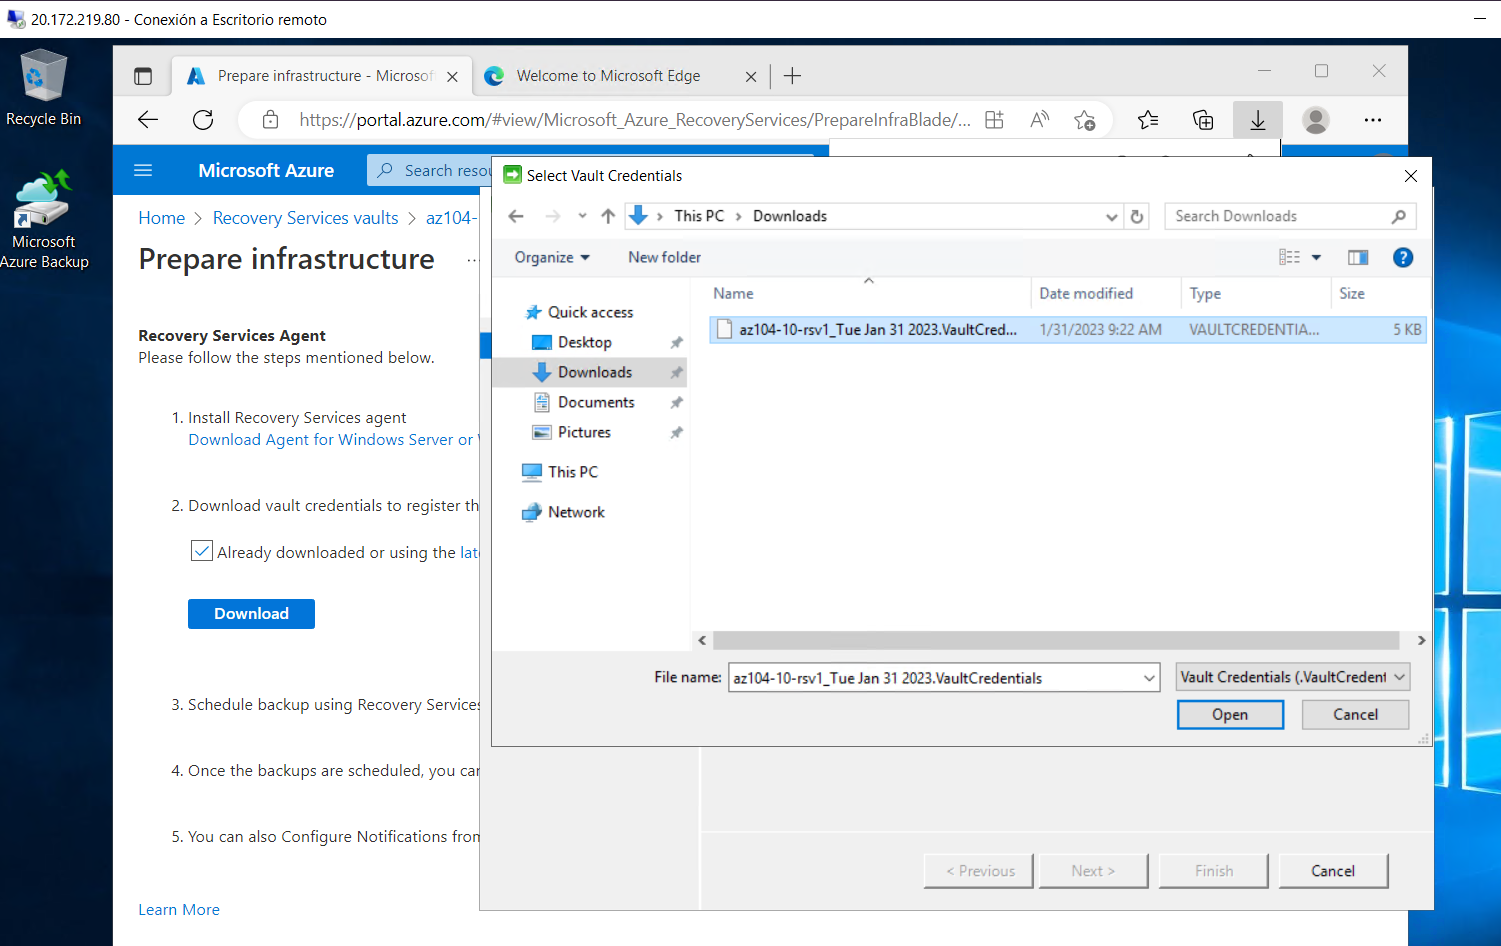 20.172.219.80 - Conexión a Escritorio remoto
Recycle Bin
Microsoft
Azure Backup
Prepare infrastructure - Microsof
Welcome to Microsoft Edge
https://portal.azure.com/#view/Microsoft_Azure_RecoveryServices/PrepareInfraBlade/...
Microsoft Azure
Search resou
Home > Recovery Services vaults > az104-
Prepare infrastructure ...
Recovery Services Agent
Please follow the steps mentioned below.
1. Install Recovery Services agent
Download Agent for Windows Server or
2. Download vault credentials to register th
Already downloaded or using the late
Download
3. Schedule backup using Recovery Services
4. Once the backups are scheduled, you can
5. You can also Configure Notifications from
Learn More
Select Vault Credentials
This PC > Downloads
Search Downloads
Organize
New folder
Name
Date modified
Type
Size
az104-10-rsv1_Tue Jan 31 2023.VaultCred...
1/31/2023 9:22 AM
VAULTCREDENTIA...
5 KB
Quick access
Desktop
Downloads
Documents
Pictures
This PC
Network
File name:
az104-10-rsv1_Tue Jan 31 2023.VaultCredentials
Vault Credentials (.VaultCredent
Open
Cancel
< Previous
Next >
Finish
Cancel